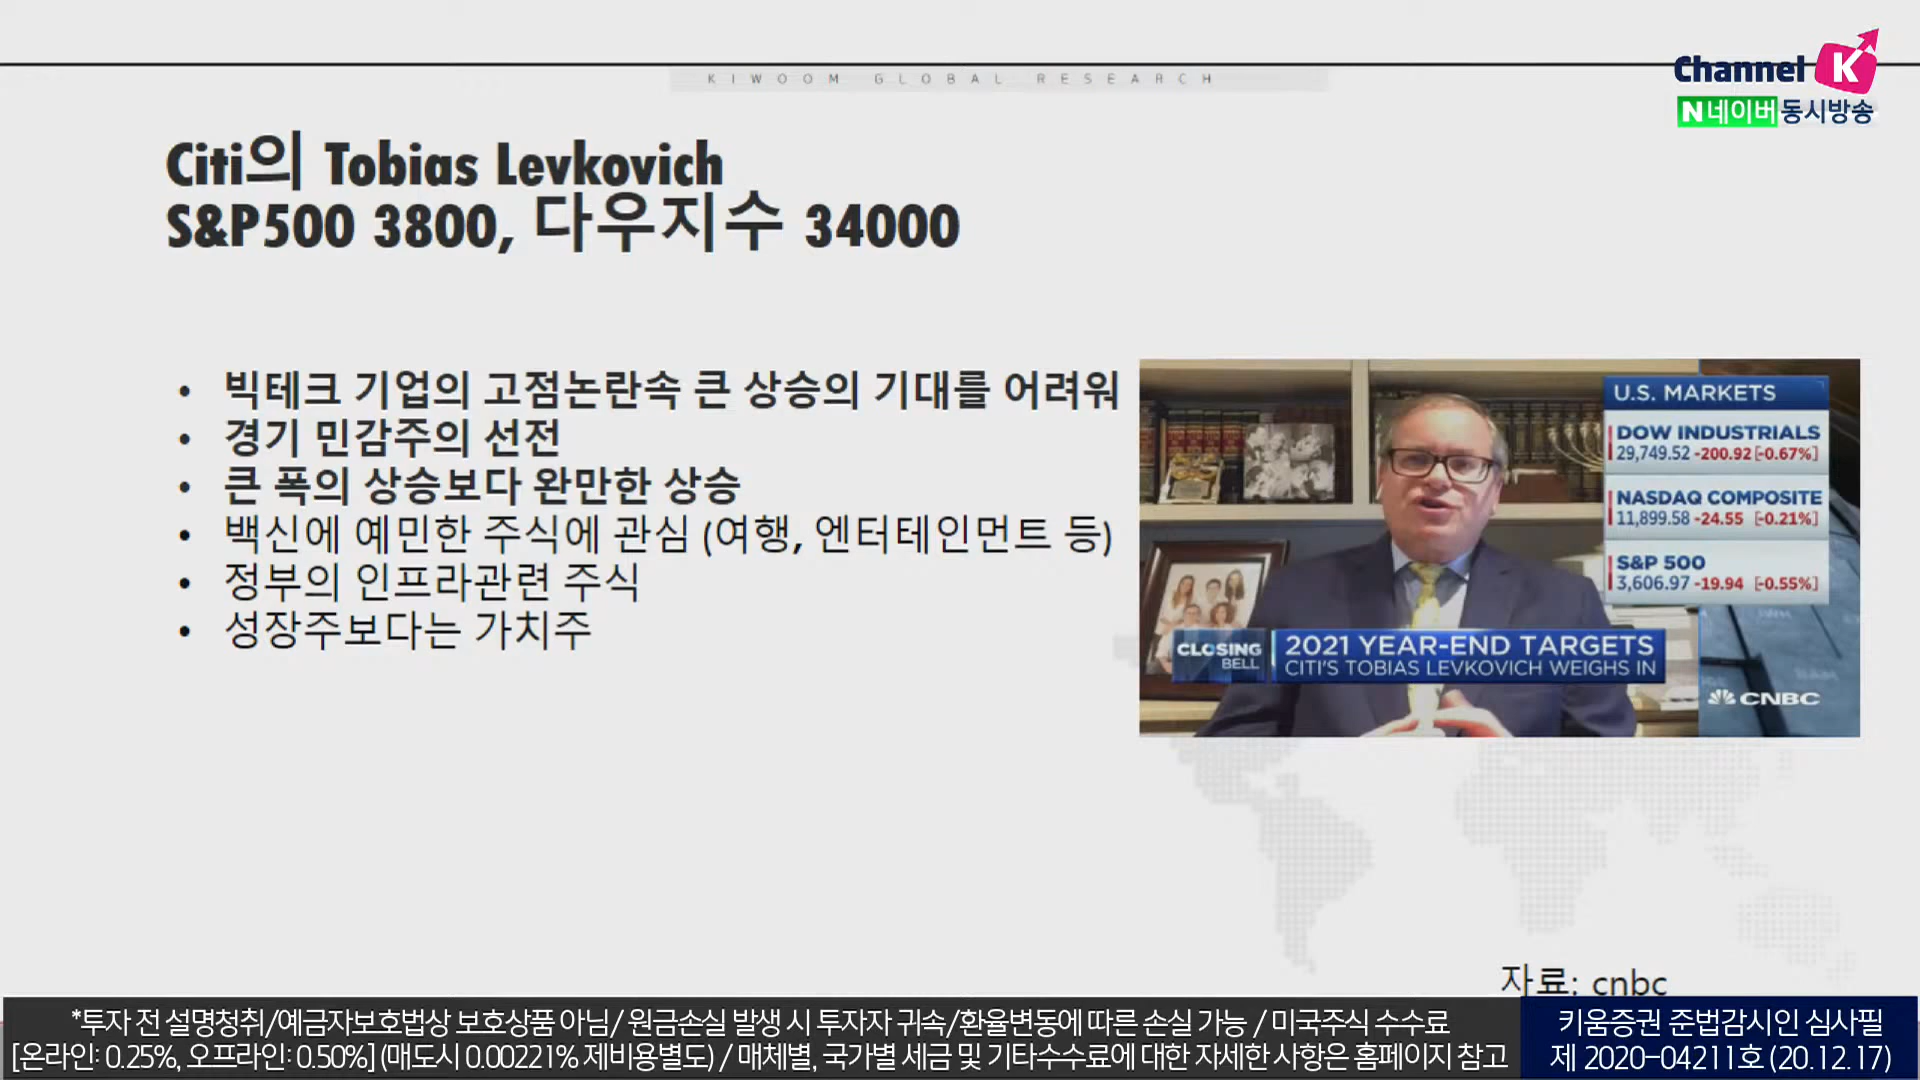 KIWOOM GLOBAL RESEARCH
Channel K
N 네이버 동시방송
Citi의 Tobias Levkovich
S&P500 3800, 다우지수 34000
• 빅테크 기업의 고점논란속 큰 상승의 기대를 어려워
• 경기 민감주의 선전
• 큰 폭의 상승보다 완만한 상승
• 백신에 예민한 주식에 관심 (여행, 엔터테인먼트 등)
• 정부의 인프라관련 주식
• 성장주보다는 가치주
U.S. MARKETS
DOW INDUSTRIALS
29,749.52 -200.92 [-0.67%]
NASDAQ COMPOSITE
11,899.58 -24.55 [-0.21%]
S&P 500
3,606.97 -19.94 [-0.55%]
CLOSING BELL
2021 YEAR-END TARGETS
CITI'S TOBIAS LEVKOVICH WEIGHS IN
CNBC
자료: cnbc
*투자 전 설명청취/예금자보호법상 보호상품 아님/ 원금손실 발생 시 투자자 귀속/환율변동에 따른 손실 가능 / 미국주식 수수료
[온라인: 0.25%, 오프라인: 0.50%] (매도시 0.00221% 제비용별도) / 매체별, 국가별 세금 및 기타수수료에 대한 자세한 사항은 홈페이지 참고
키움증권 준법감시인 심사필
제 2020-04211호 (20.12.17)